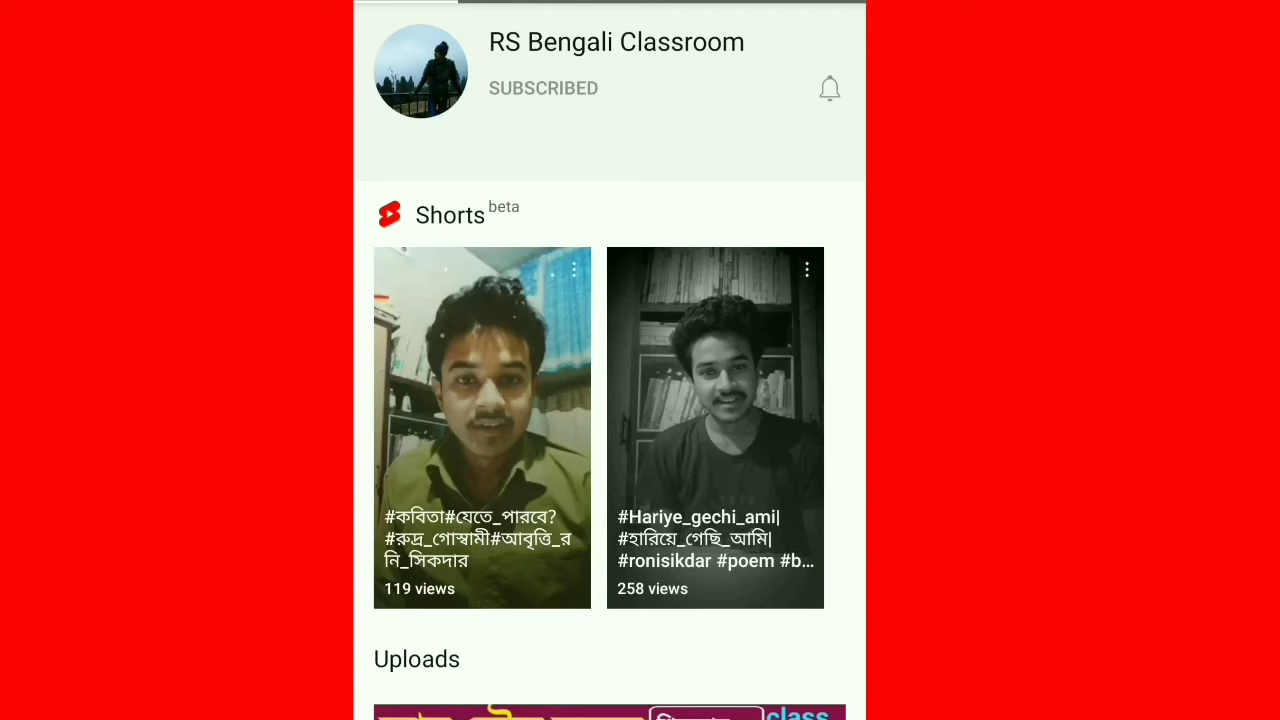 RS Bengali Classroom
SUBSCRIBED
Shorts beta
#কবিতা#যেতে_পারবে?
#রুদ্র_গোস্বামী#আবৃত্তি_র
নি_সিকদার
119 views
#Hariye_gechi_ami|
#হারিয়ে_গেছি_আমি|
#ronisikdar #poem #b...
258 views
Uploads
class